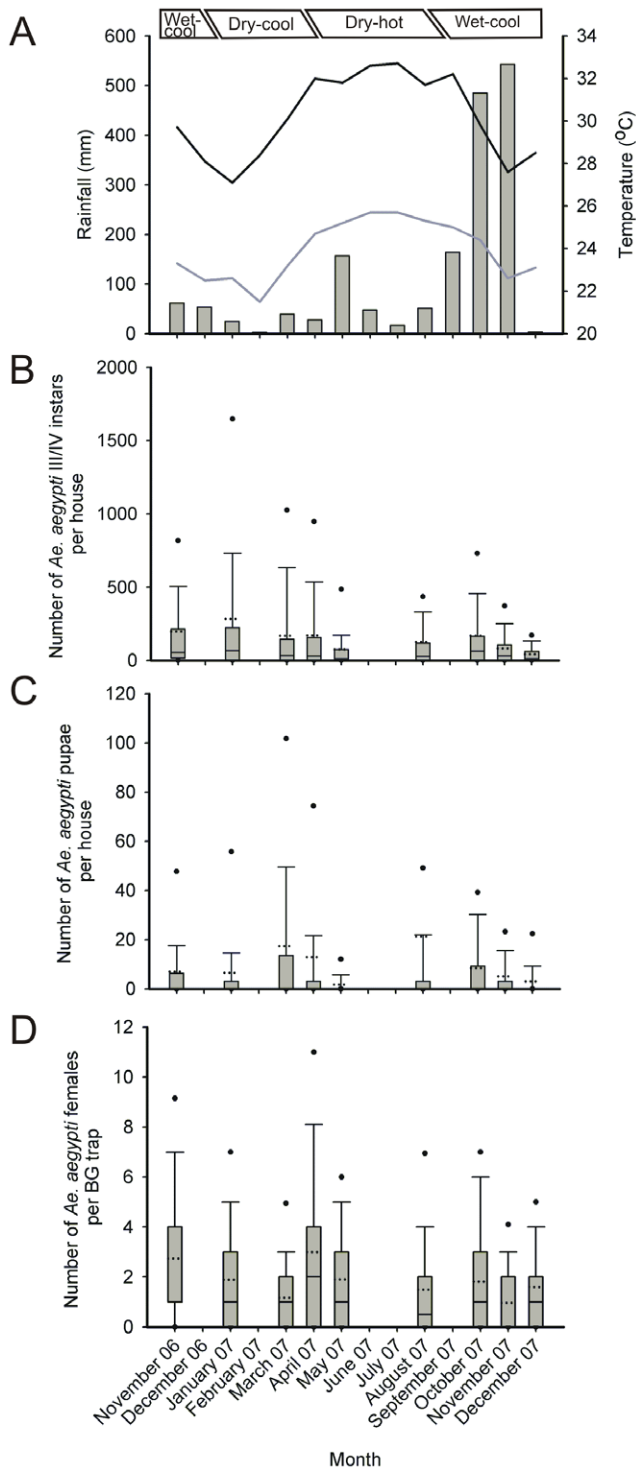 A
Wet-
cool
Dry-cool
Dry-hot
Wet-cool
600
500
400
300
200
100
0
Rainfall (mm)
34
32
30
28
26
24
22
20
Temperature (⁰C)
B
2000
1500
1000
500
0
Number of Ae. aegypti III/IV instars
per house
C
120
100
80
60
40
20
0
Number of Ae. aegypti pupae
per house
D
12
10
8
6
4
2
0
Number of Ae. aegypti females
per BG trap
November 06
December 06
January 07
February 07
March 07
April 07
May 07
June 07
July 07
August 07
September 07
October 07
November 07
December 07
Month